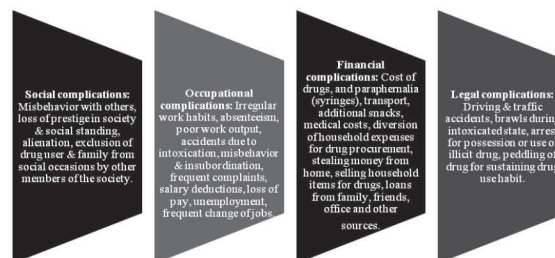 Social complications:
Misbehavior with others,
loss of prestige in society
& social standing,
alienation, exclusion of
drug user & family from
social occasions by other
members of the society.
Occupational
complications: Irregular
work habits, absenteeism,
poor work output,
accidents due to
intoxication, misbehavior
& insubordination,
frequent complaints,
salary deductions, loss of
pay, unemployment,
frequent change of jobs.
Financial
complications: Cost of
drugs, and paraphernalia
(syringes), transport,
additional snacks,
medical costs, diversion
of household expenses
for drug procurement,
stealing money from
home, selling household
items for drugs, loans
from family, friends,
office and other
sources.
Legal complications:
Driving & traffic
accidents, brawls during
intoxicated state, arrest
for possession or use of
illicit drug, peddling of
drug for sustaining drug
use habit.